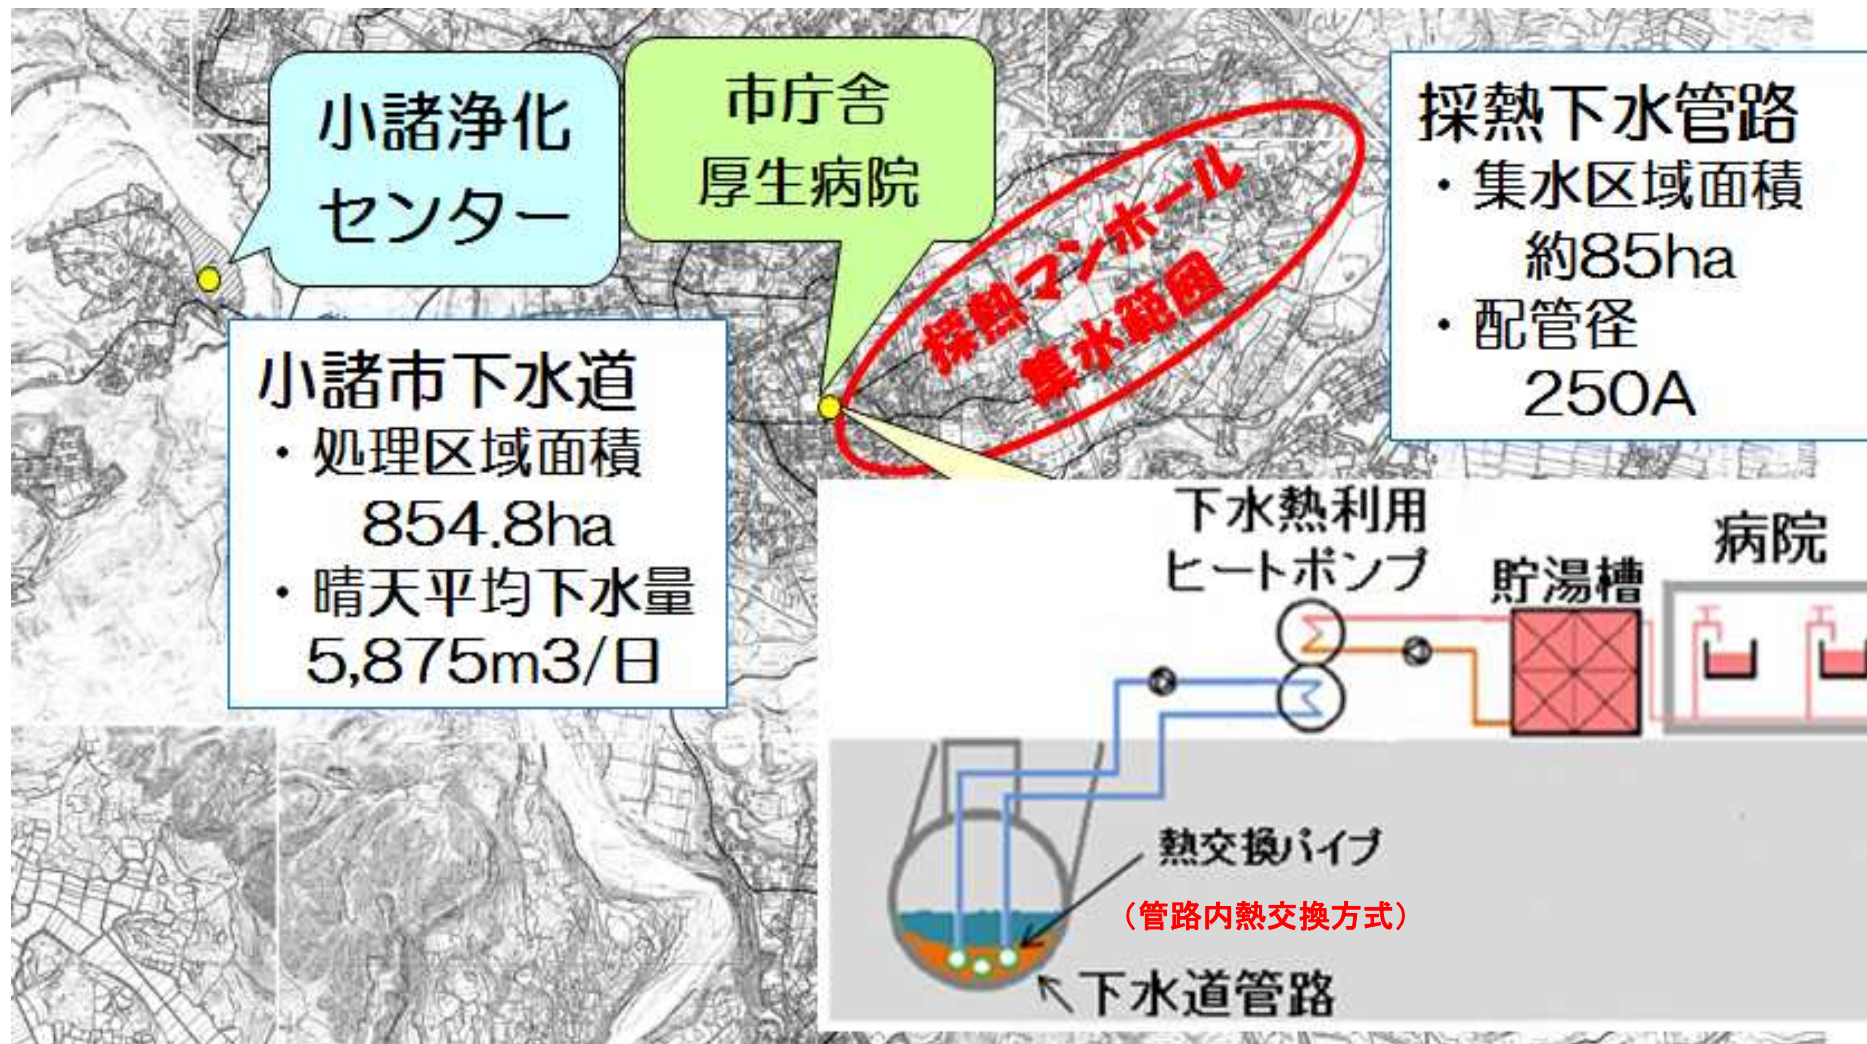 小諸浄化
センター
市庁舎
厚生病院
採熱マンホール
集水範囲
採熱下水管路
・集水区域面積
約85ha
・配管径
250A
小諸市下水道
・処理区域面積
854.8ha
・晴天平均下水量
5,875m3/日
下水熱利用
ヒートポンプ
貯湯槽
病院
熱交換パイプ
（管路内熱交換方式）
下水道管路